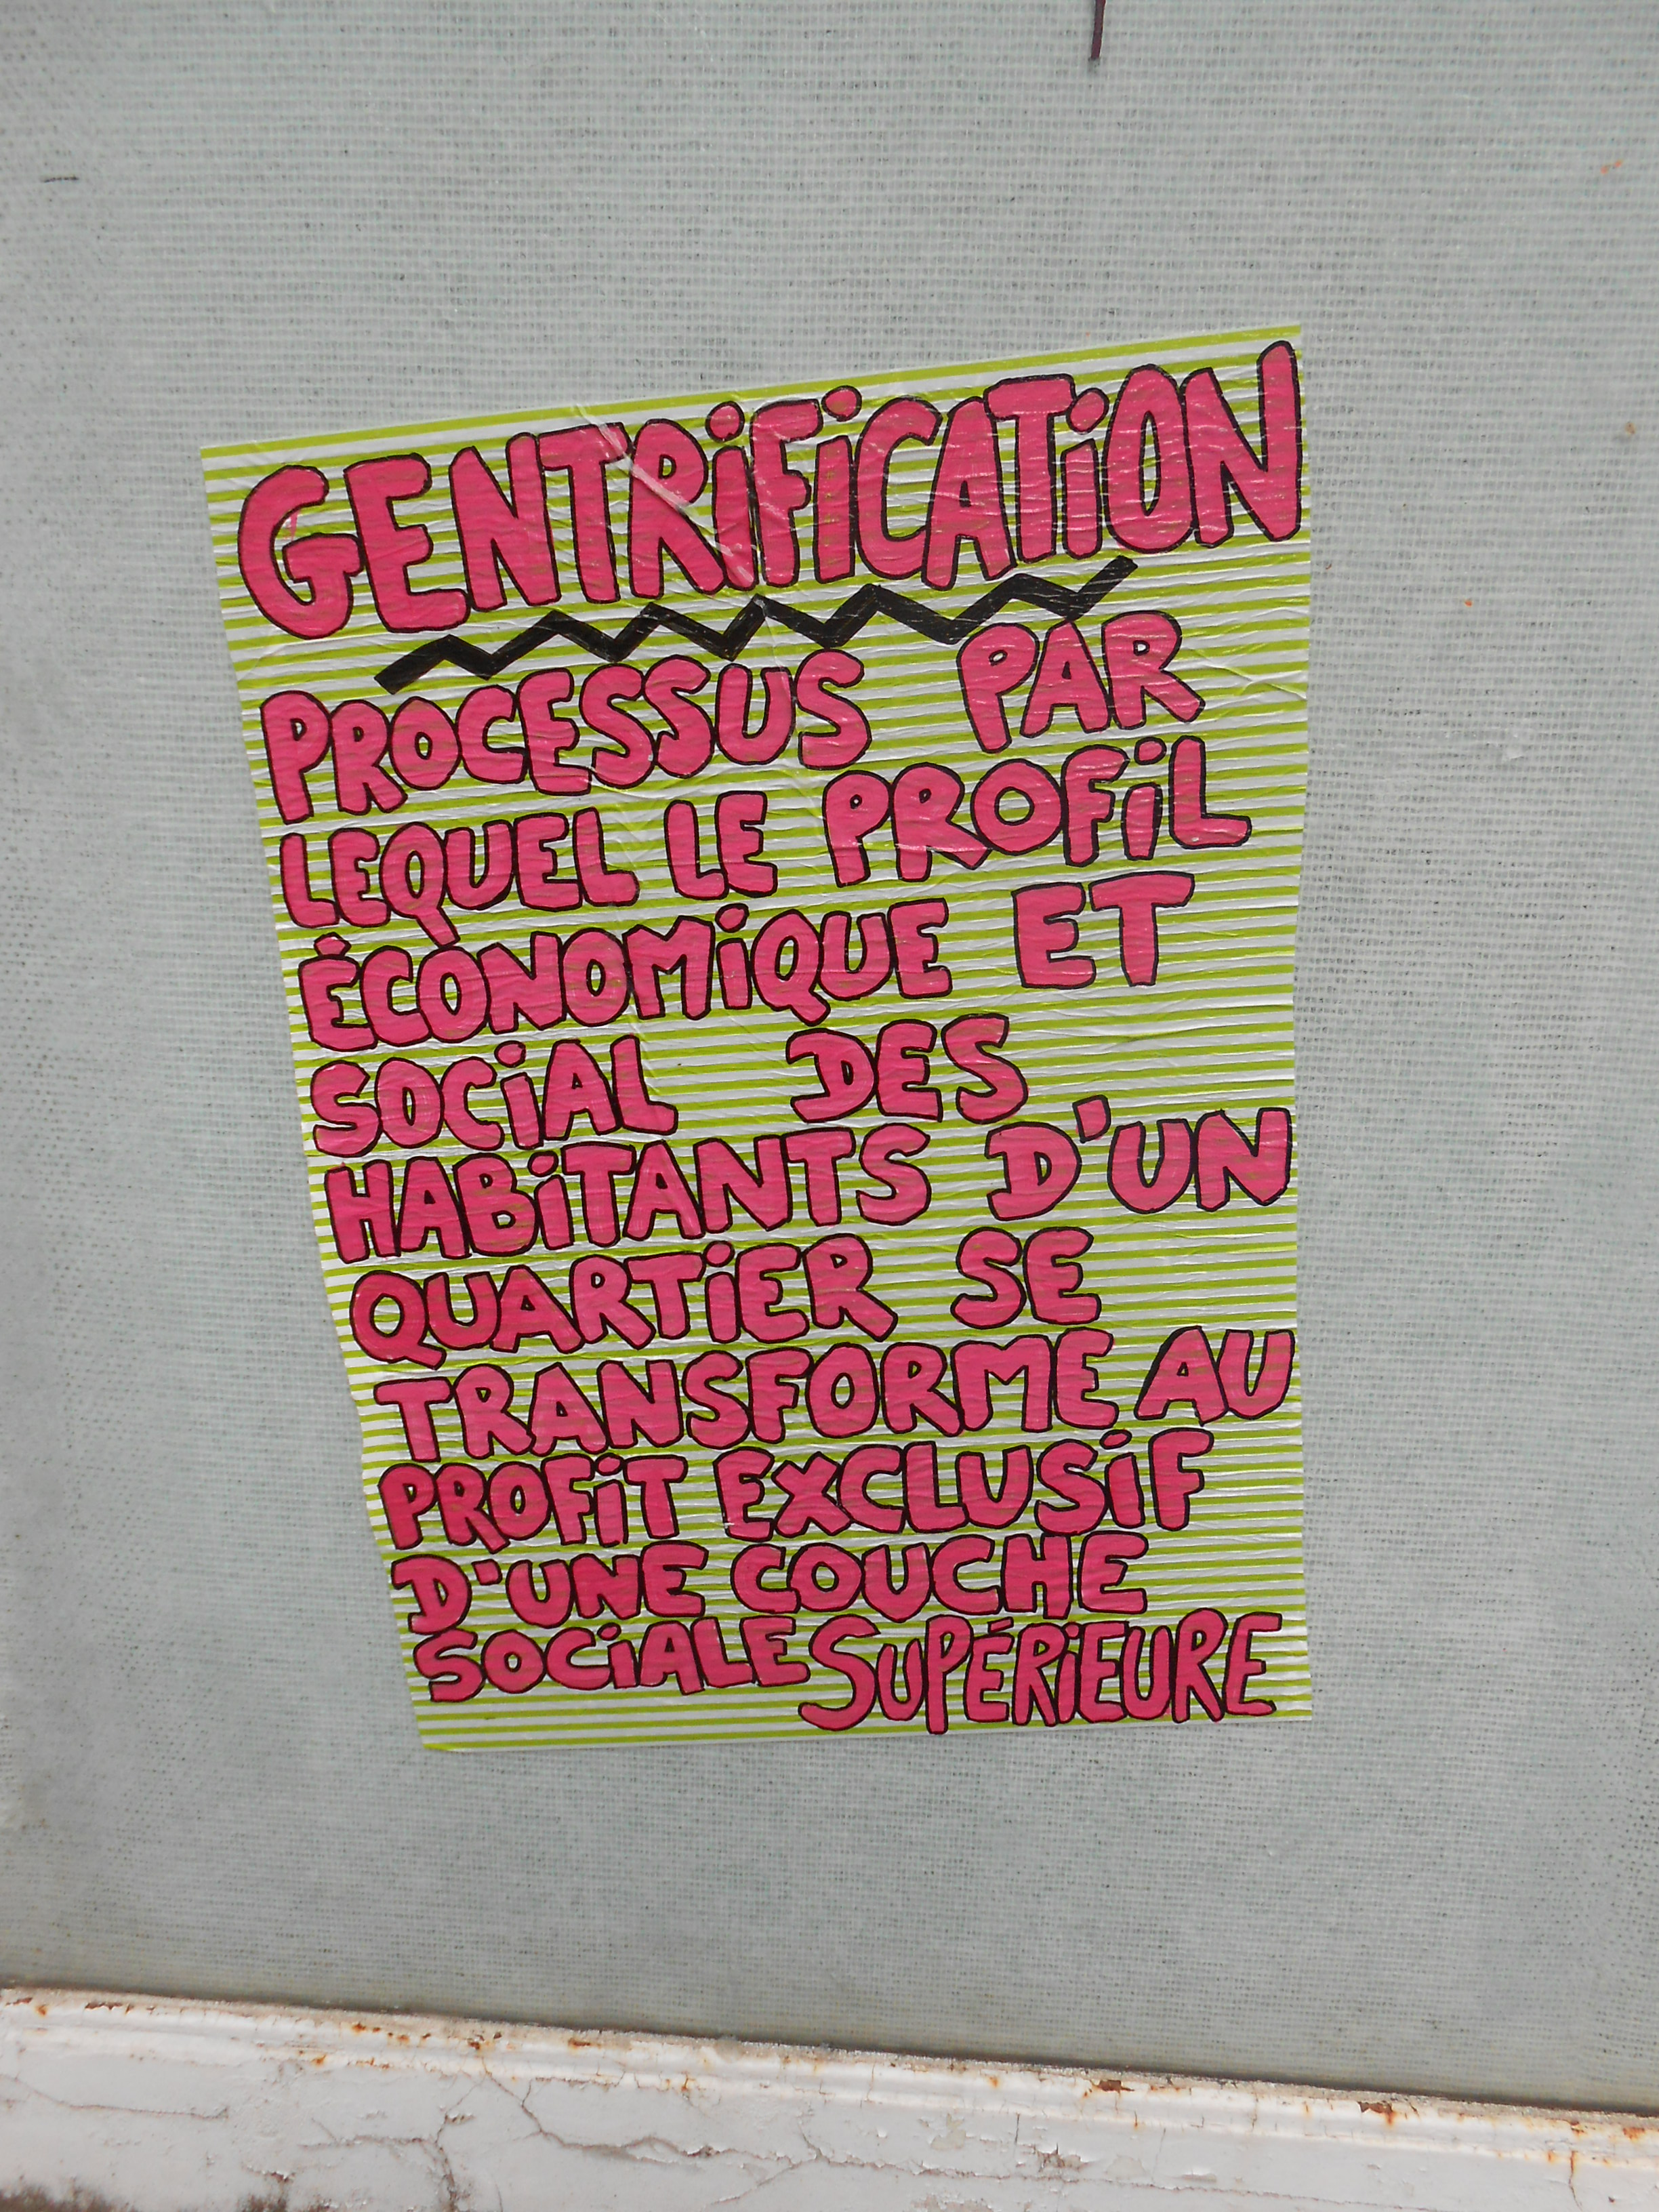 GENTRiFiCATiON
PROCESSUS PAR
LEQUEL LE PROFiL
ÉCONOMiQUE ET
SOCiAL DES
HABiTANTS D'UN
QUARTiER SE
TRANSFORME AU
PROFiT EXCLUSiF
D'UNE COUCHE
SOCiALE SUPÉRiEURE